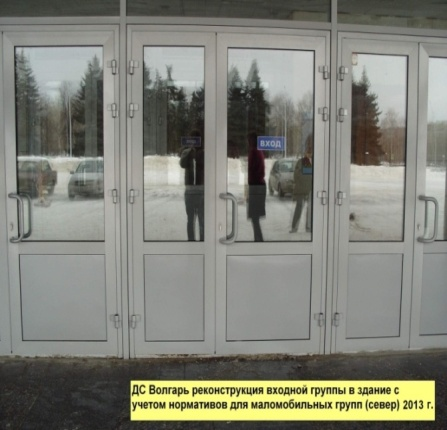 ВХОД
ДС Волгарь реконструкция входной группы в здание с
учетом нормативов для маломобильных групп (север) 2013 г.